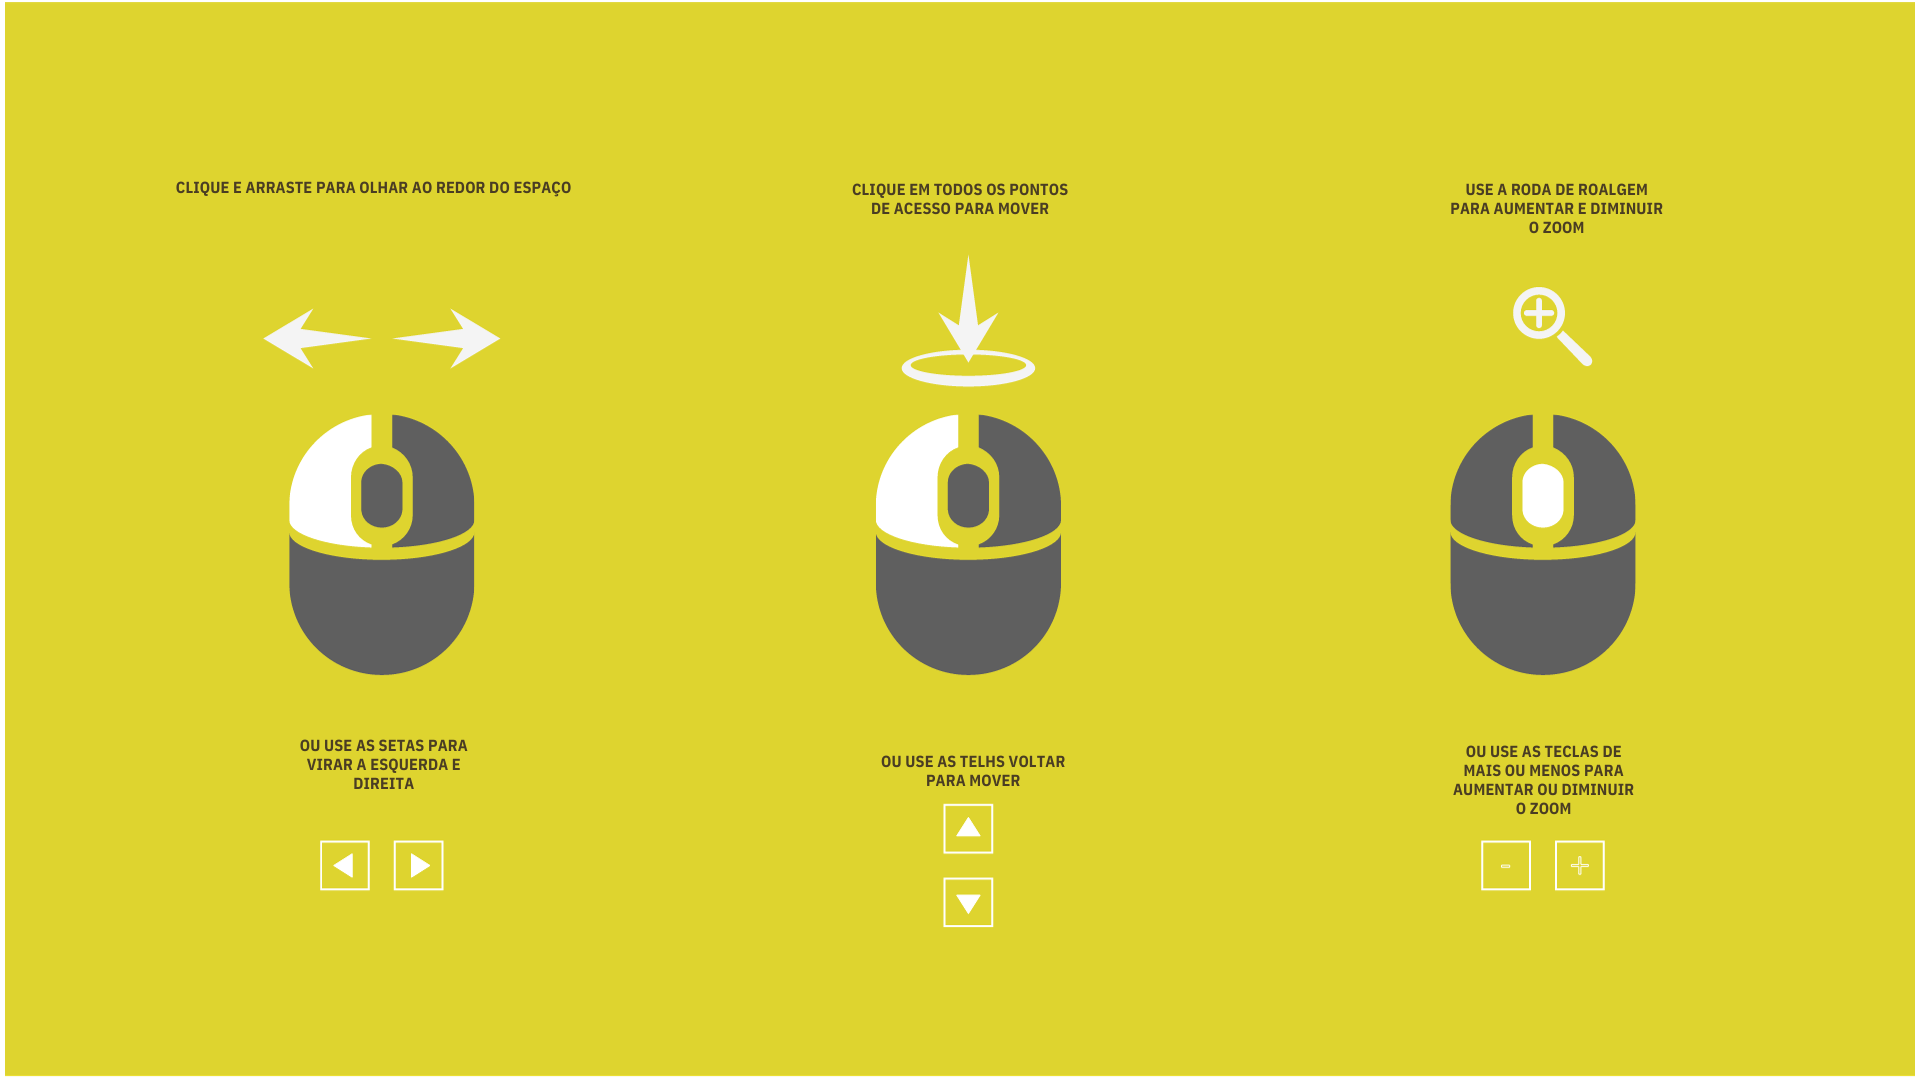 CLIQUE E ARRASTE PARA OLHAR AO REDOR DO ESPAÇO
CLIQUE EM TODOS OS PONTOS
DE ACESSO PARA MOVER
USE A RODA DE ROALGEM
PARA AUMENTAR E DIMINUIR
O ZOOM
OU USE AS SETAS PARA
VIRAR A ESQUERDA E
DIREITA
OU USE AS TELHS VOLTAR
PARA MOVER
OU USE AS TECLAS DE
MAIS OU MENOS PARA
AUMENTAR OU DIMINUIR
O ZOOM
- +